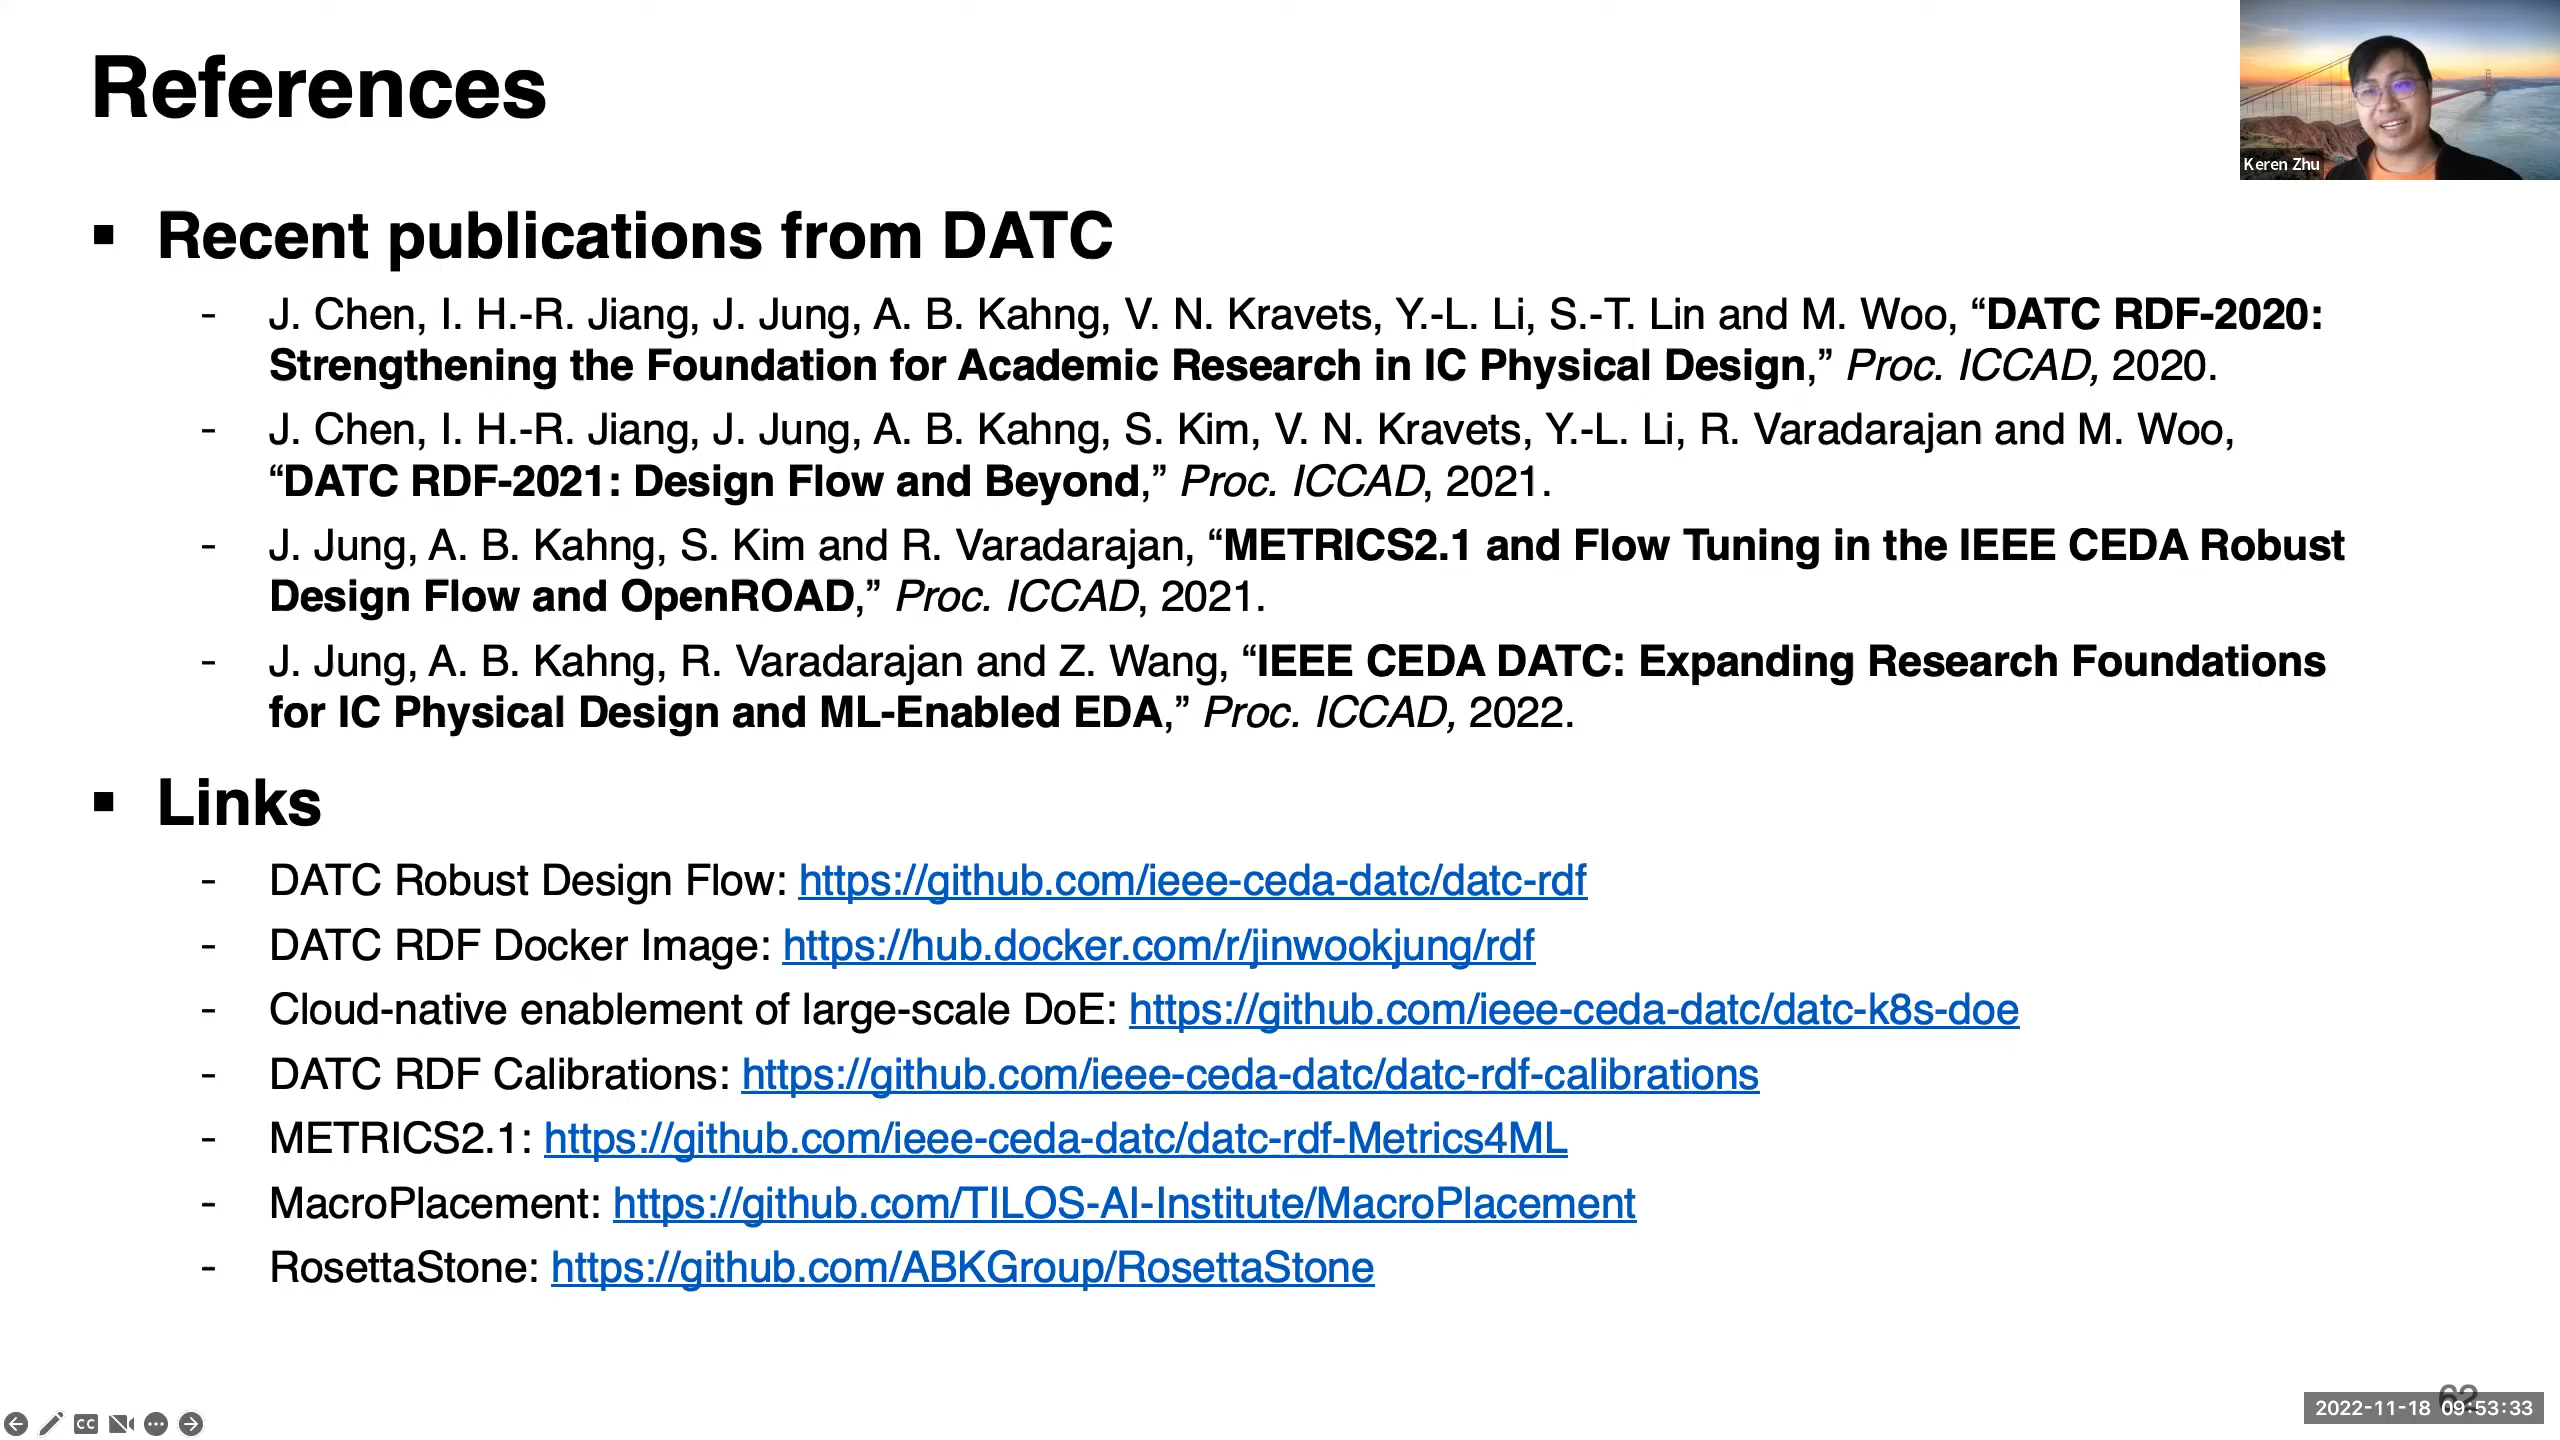 References
Keren Zhu
▪ Recent publications from DATC
- J. Chen, I. H.-R. Jiang, J. Jung, A. B. Kahng, V. N. Kravets, Y.-L. Li, S.-T. Lin and M. Woo, “DATC RDF-2020:
Strengthening the Foundation for Academic Research in IC Physical Design,” Proc. ICCAD, 2020.
- J. Chen, I. H.-R. Jiang, J. Jung, A. B. Kahng, S. Kim, V. N. Kravets, Y.-L. Li, R. Varadarajan and M. Woo,
“DATC RDF-2021: Design Flow and Beyond,” Proc. ICCAD, 2021.
- J. Jung, A. B. Kahng, S. Kim and R. Varadarajan, “METRICS2.1 and Flow Tuning in the IEEE CEDA Robust
Design Flow and OpenROAD,” Proc. ICCAD, 2021.
- J. Jung, A. B. Kahng, R. Varadarajan and Z. Wang, “IEEE CEDA DATC: Expanding Research Foundations
for IC Physical Design and ML-Enabled EDA,” Proc. ICCAD, 2022.
▪ Links
- DATC Robust Design Flow: https://github.com/ieee-ceda-datc/datc-rdf
- DATC RDF Docker Image: https://hub.docker.com/r/jinwookjung/rdf
- Cloud-native enablement of large-scale DoE: https://github.com/ieee-ceda-datc/datc-k8s-doe
- DATC RDF Calibrations: https://github.com/ieee-ceda-datc/datc-rdf-calibrations
- METRICS2.1: https://github.com/ieee-ceda-datc/datc-rdf-Metrics4ML
- MacroPlacement: https://github.com/TILOS-AI-Institute/MacroPlacement
- RosettaStone: https://github.com/ABKGroup/RosettaStone
CC
2022-11-18 09:53:33